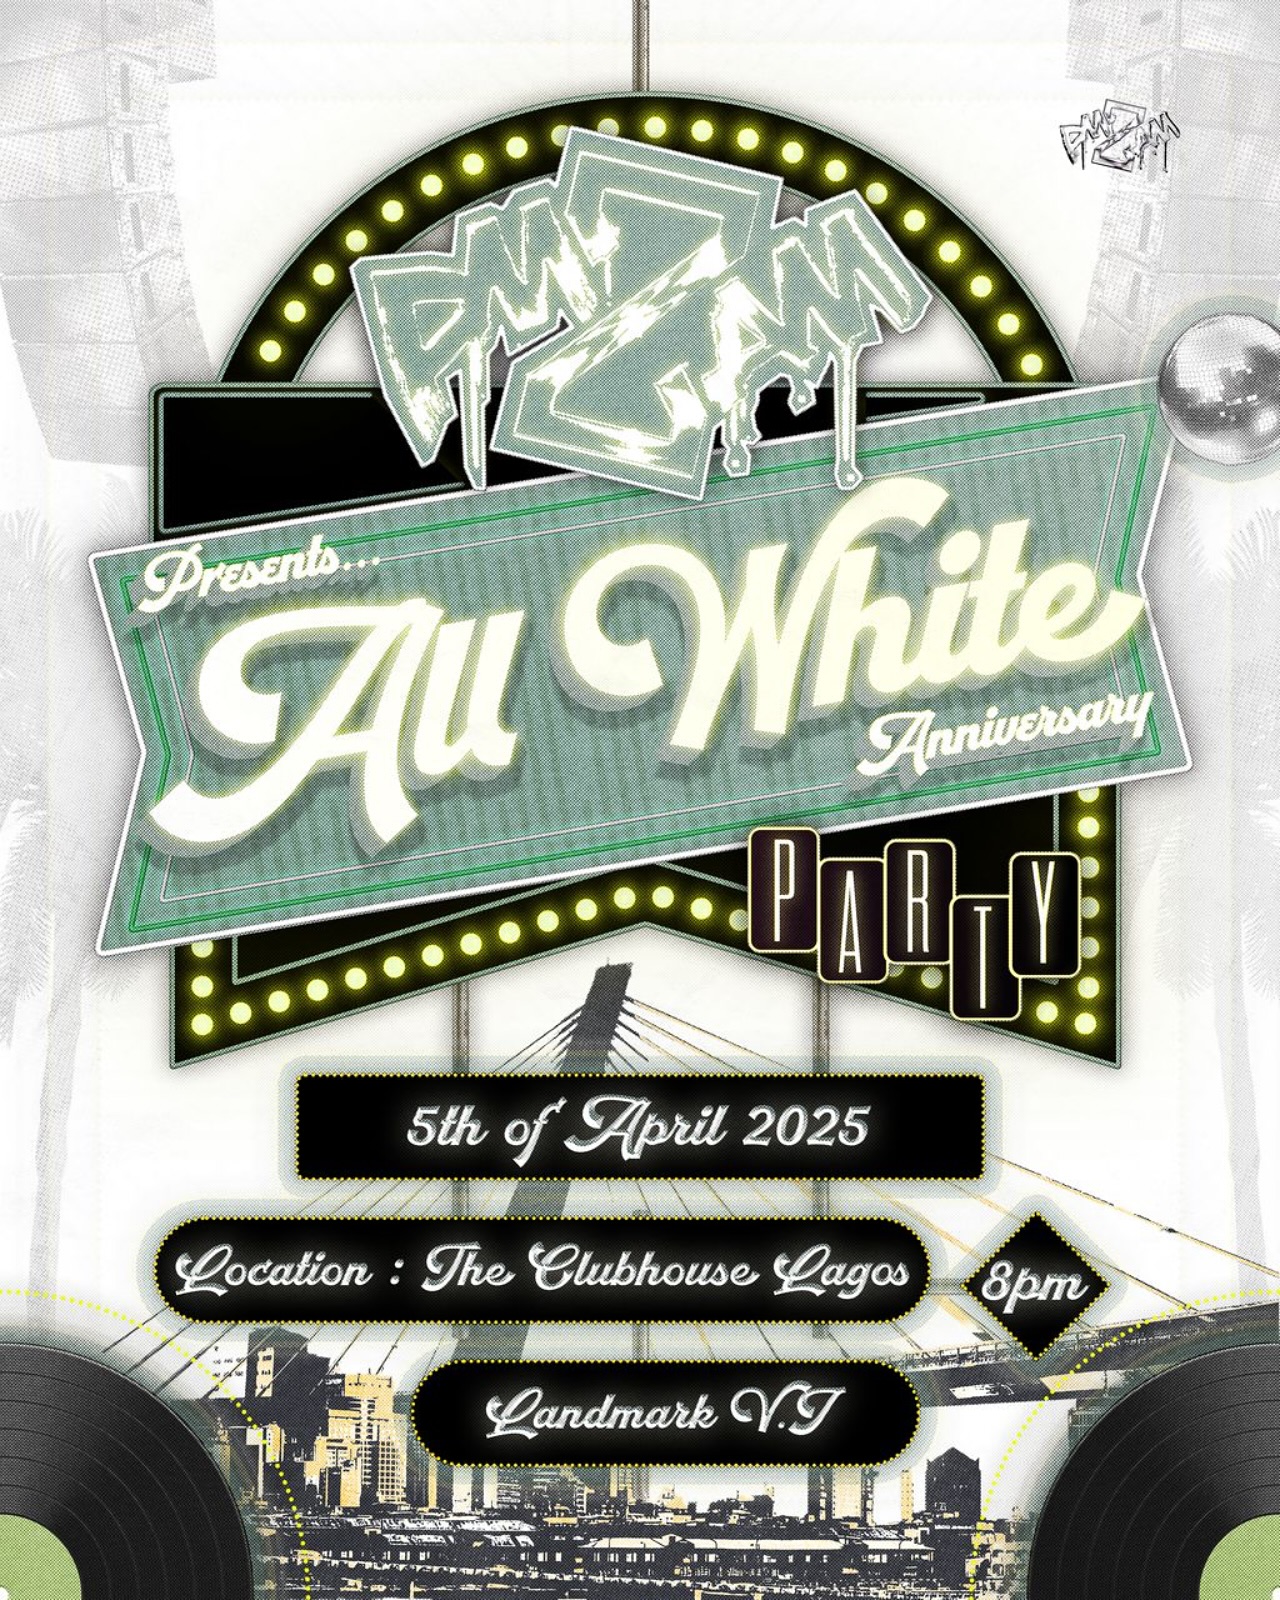 Presents...
All White
Anniversary
PARTY
5th of April 2025
Location : The Clubhouse Lagos
8pm
Landmark V.I